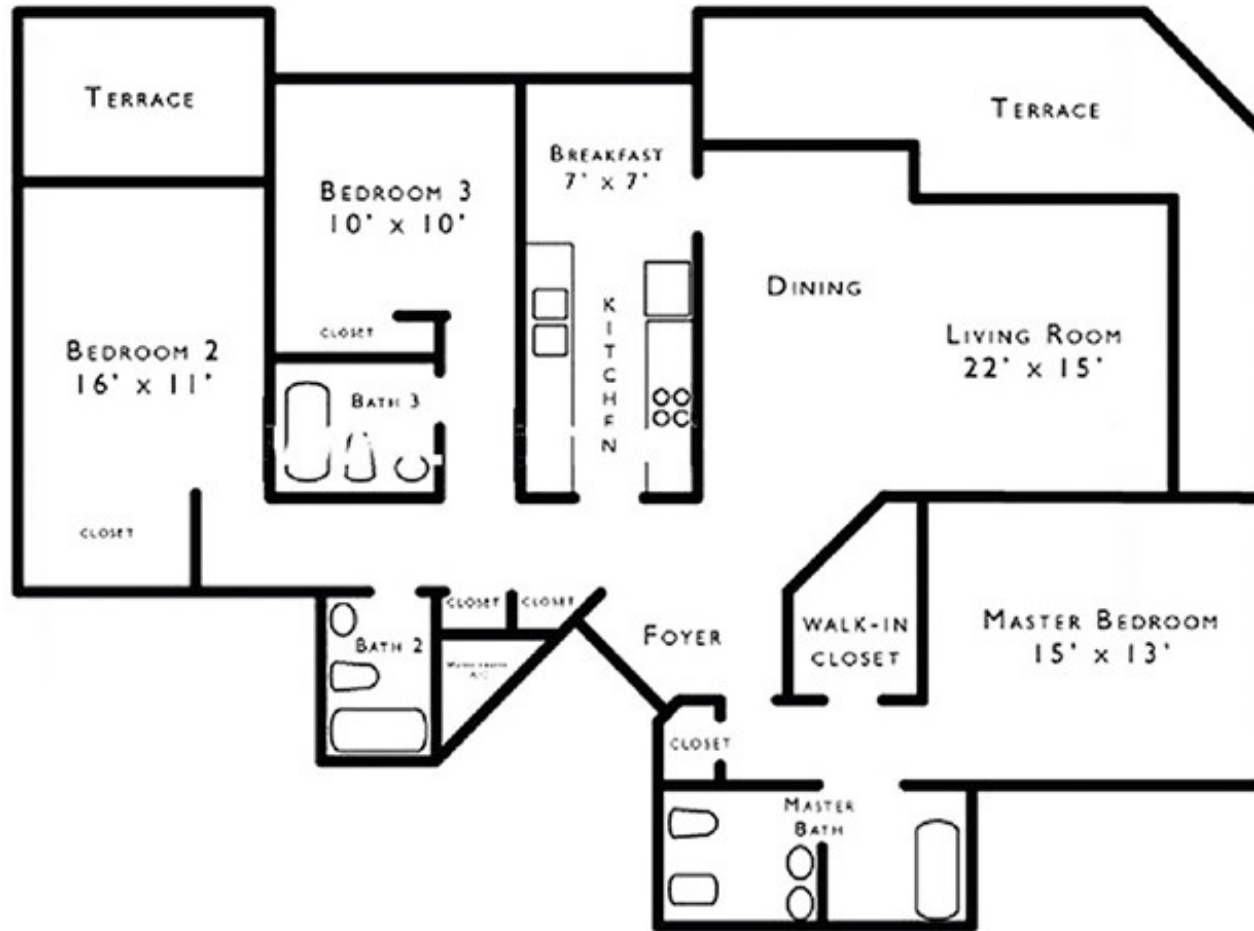 TERRACE
TERRACE
BREAKFAST
7' x 7'
BEDROOM 3
10' x 10'
DINING
KITCHEN
CLOSET
LIVING ROOM
22' x 15'
BEDROOM 2
16' x 11'
BATH 3
CLOSET
CLOSET
CLOSET
FOYER
WALK-IN
CLOSET
MASTER BEDROOM
15' x 13'
BATH 2
A/C
CLOSET
MASTER
BATH